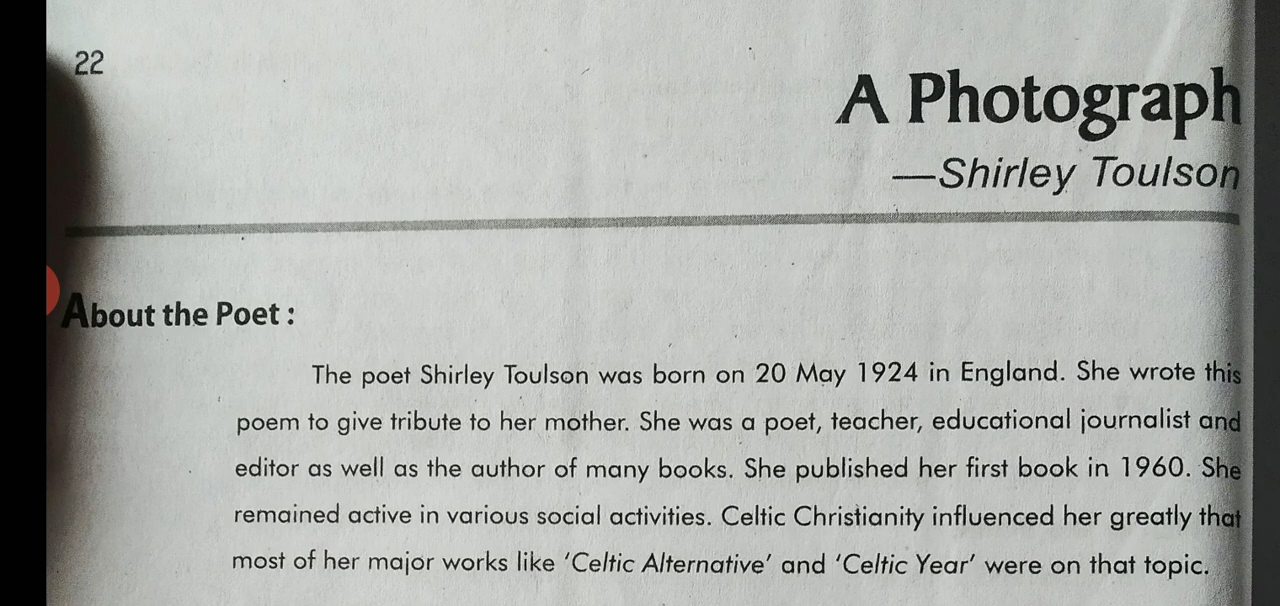 22
A Photograph
—Shirley Toulson
About the Poet :
The poet Shirley Toulson was born on 20 May 1924 in England. She wrote this
poem to give tribute to her mother. She was a poet, teacher, educational journalist and
editor as well as the author of many books. She published her first book in 1960. She
remained active in various social activities. Celtic Christianity influenced her greatly that
most of her major works like ‘Celtic Alternative’ and ‘Celtic Year’ were on that topic.